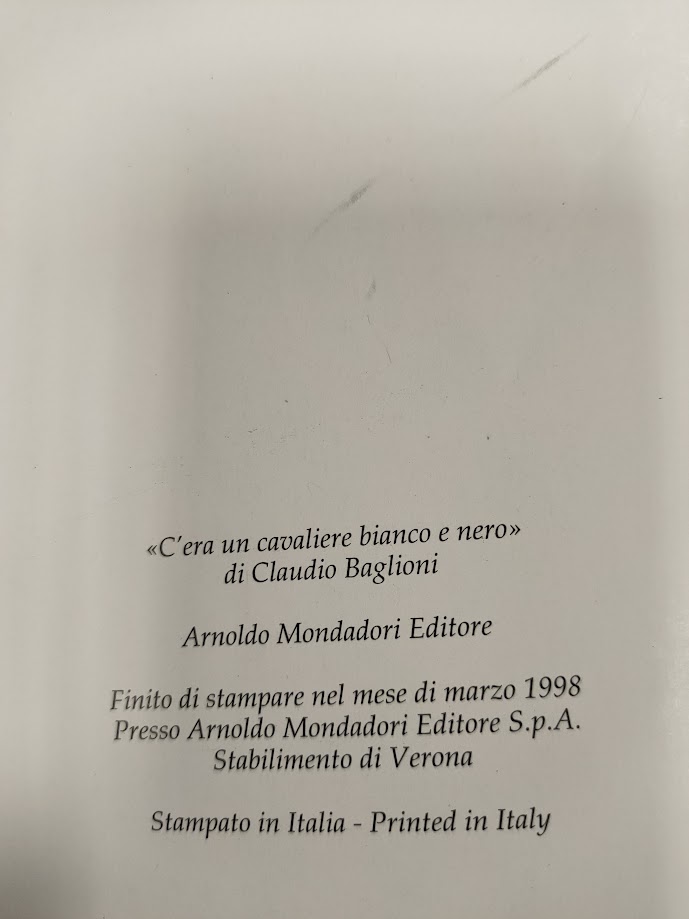 «C'era un cavaliere bianco e nero»
di Claudio Baglioni
Arnoldo Mondadori Editore
Finito di stampare nel mese di marzo 1998
Presso Arnoldo Mondadori Editore S.p.A.
Stabilimento di Verona
Stampato in Italia - Printed in Italy